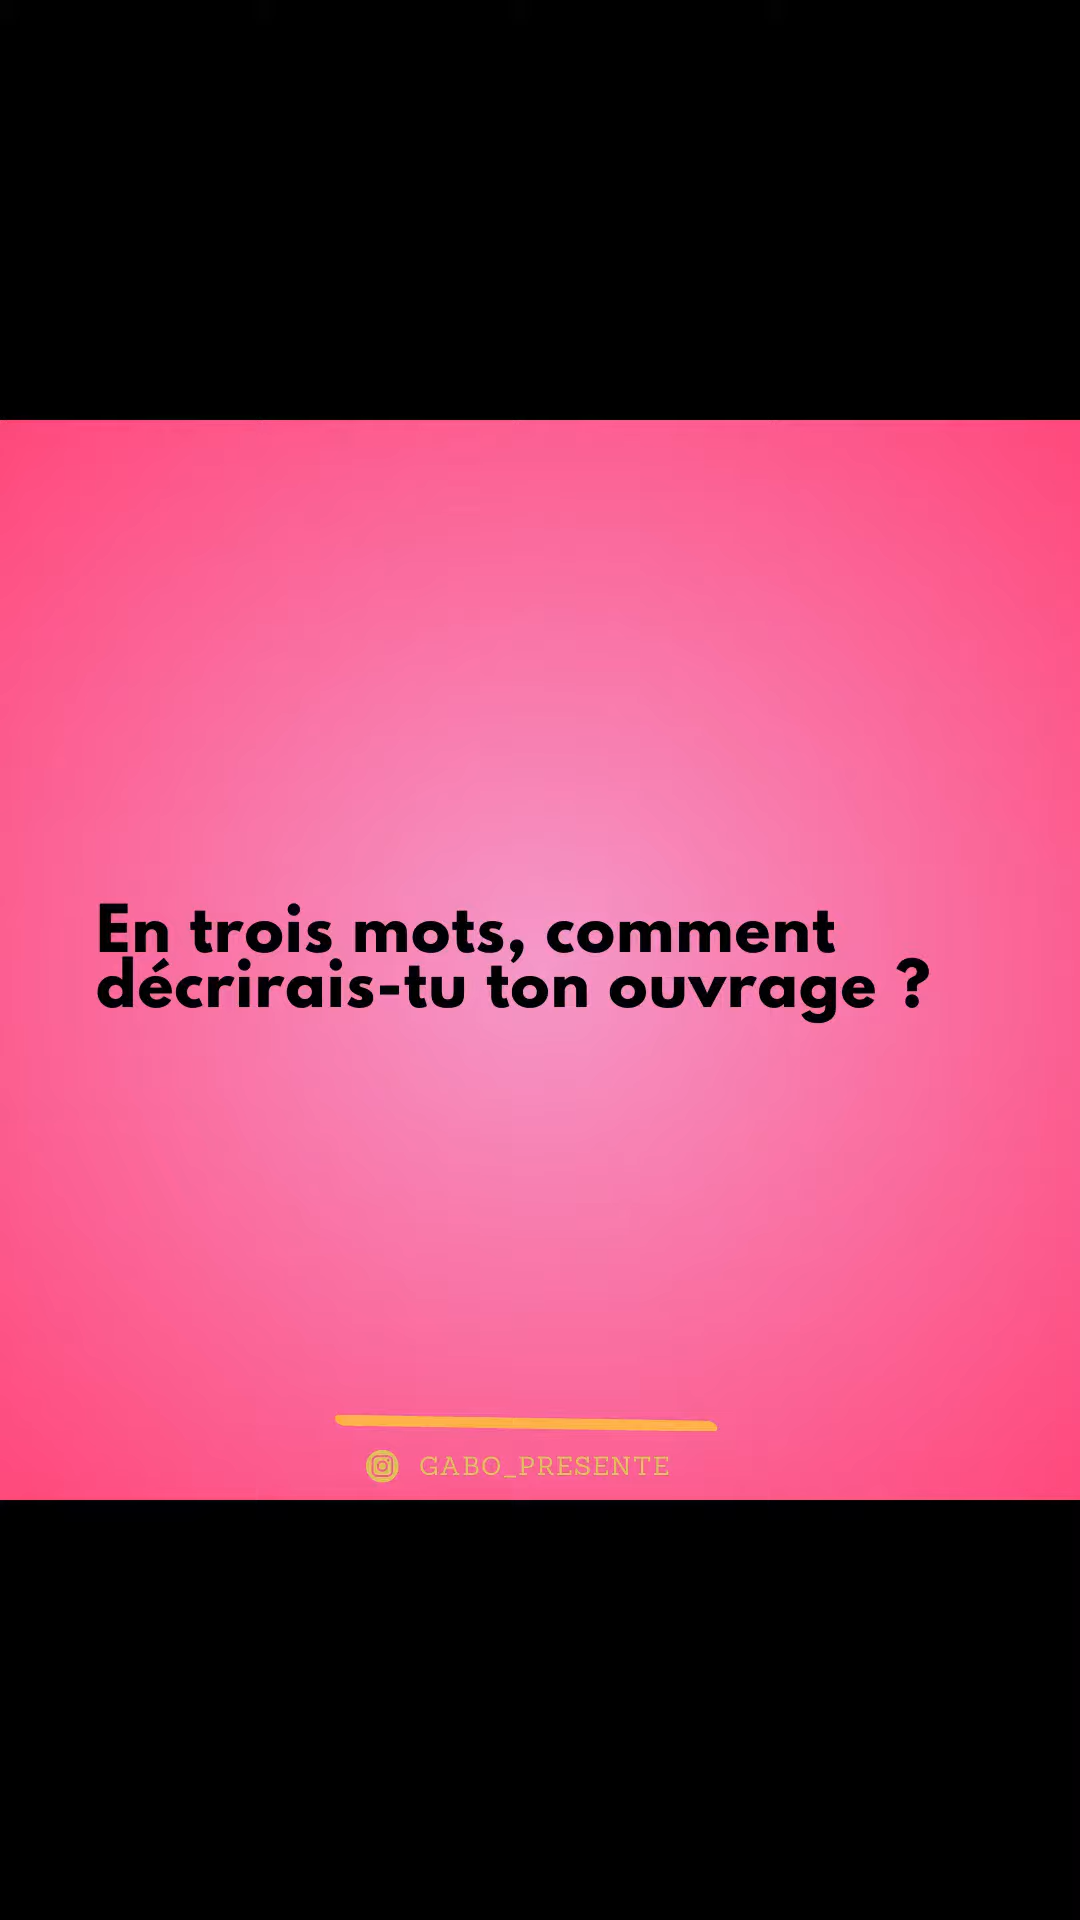 En trois mots, comment
décrirais-tu ton ouvrage ?
GABO_PRESENTE